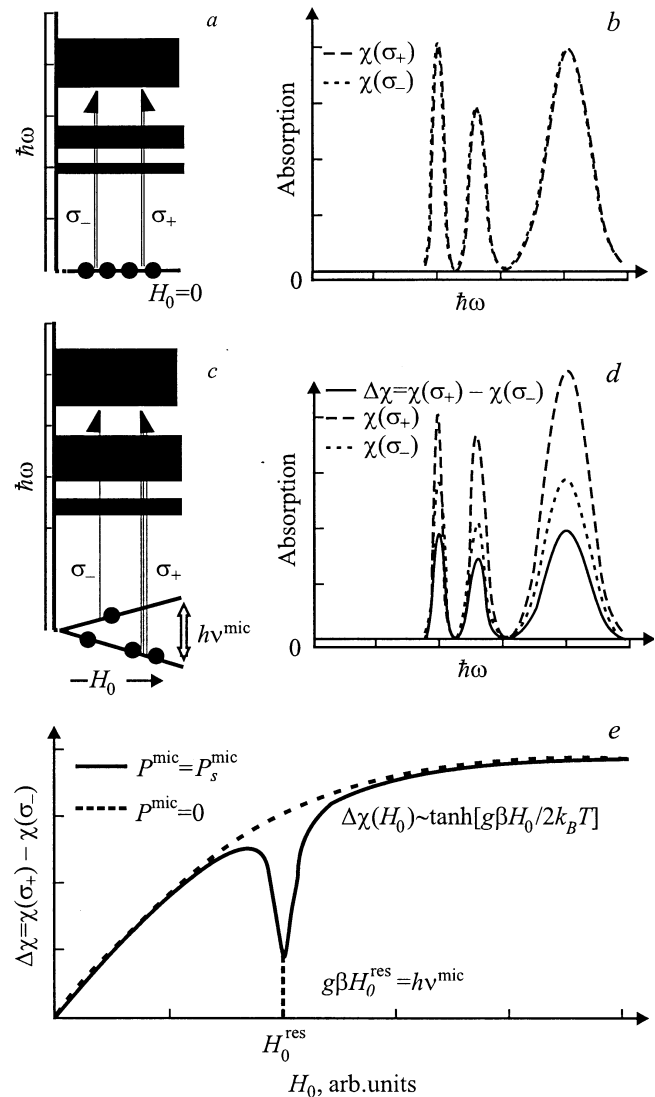 a
ħω
σ₋
σ₊
H₀=0
b
χ(σ₊)
χ(σ₋)
Absorption
0
ħω
c
ħω
σ₋
σ₊
hν^mic
H₀
d
Δχ=χ(σ₊) − χ(σ₋)
χ(σ₊)
χ(σ₋)
Absorption
0
ħω
e
P^mic=P_s^mic
P^mic=0
Δχ(H₀)~tanh[gβH₀/2k_BT]
Δχ=χ(σ₊) − χ(σ₋)
gβH₀^res =hν^mic
H₀^res
H₀, arb.units